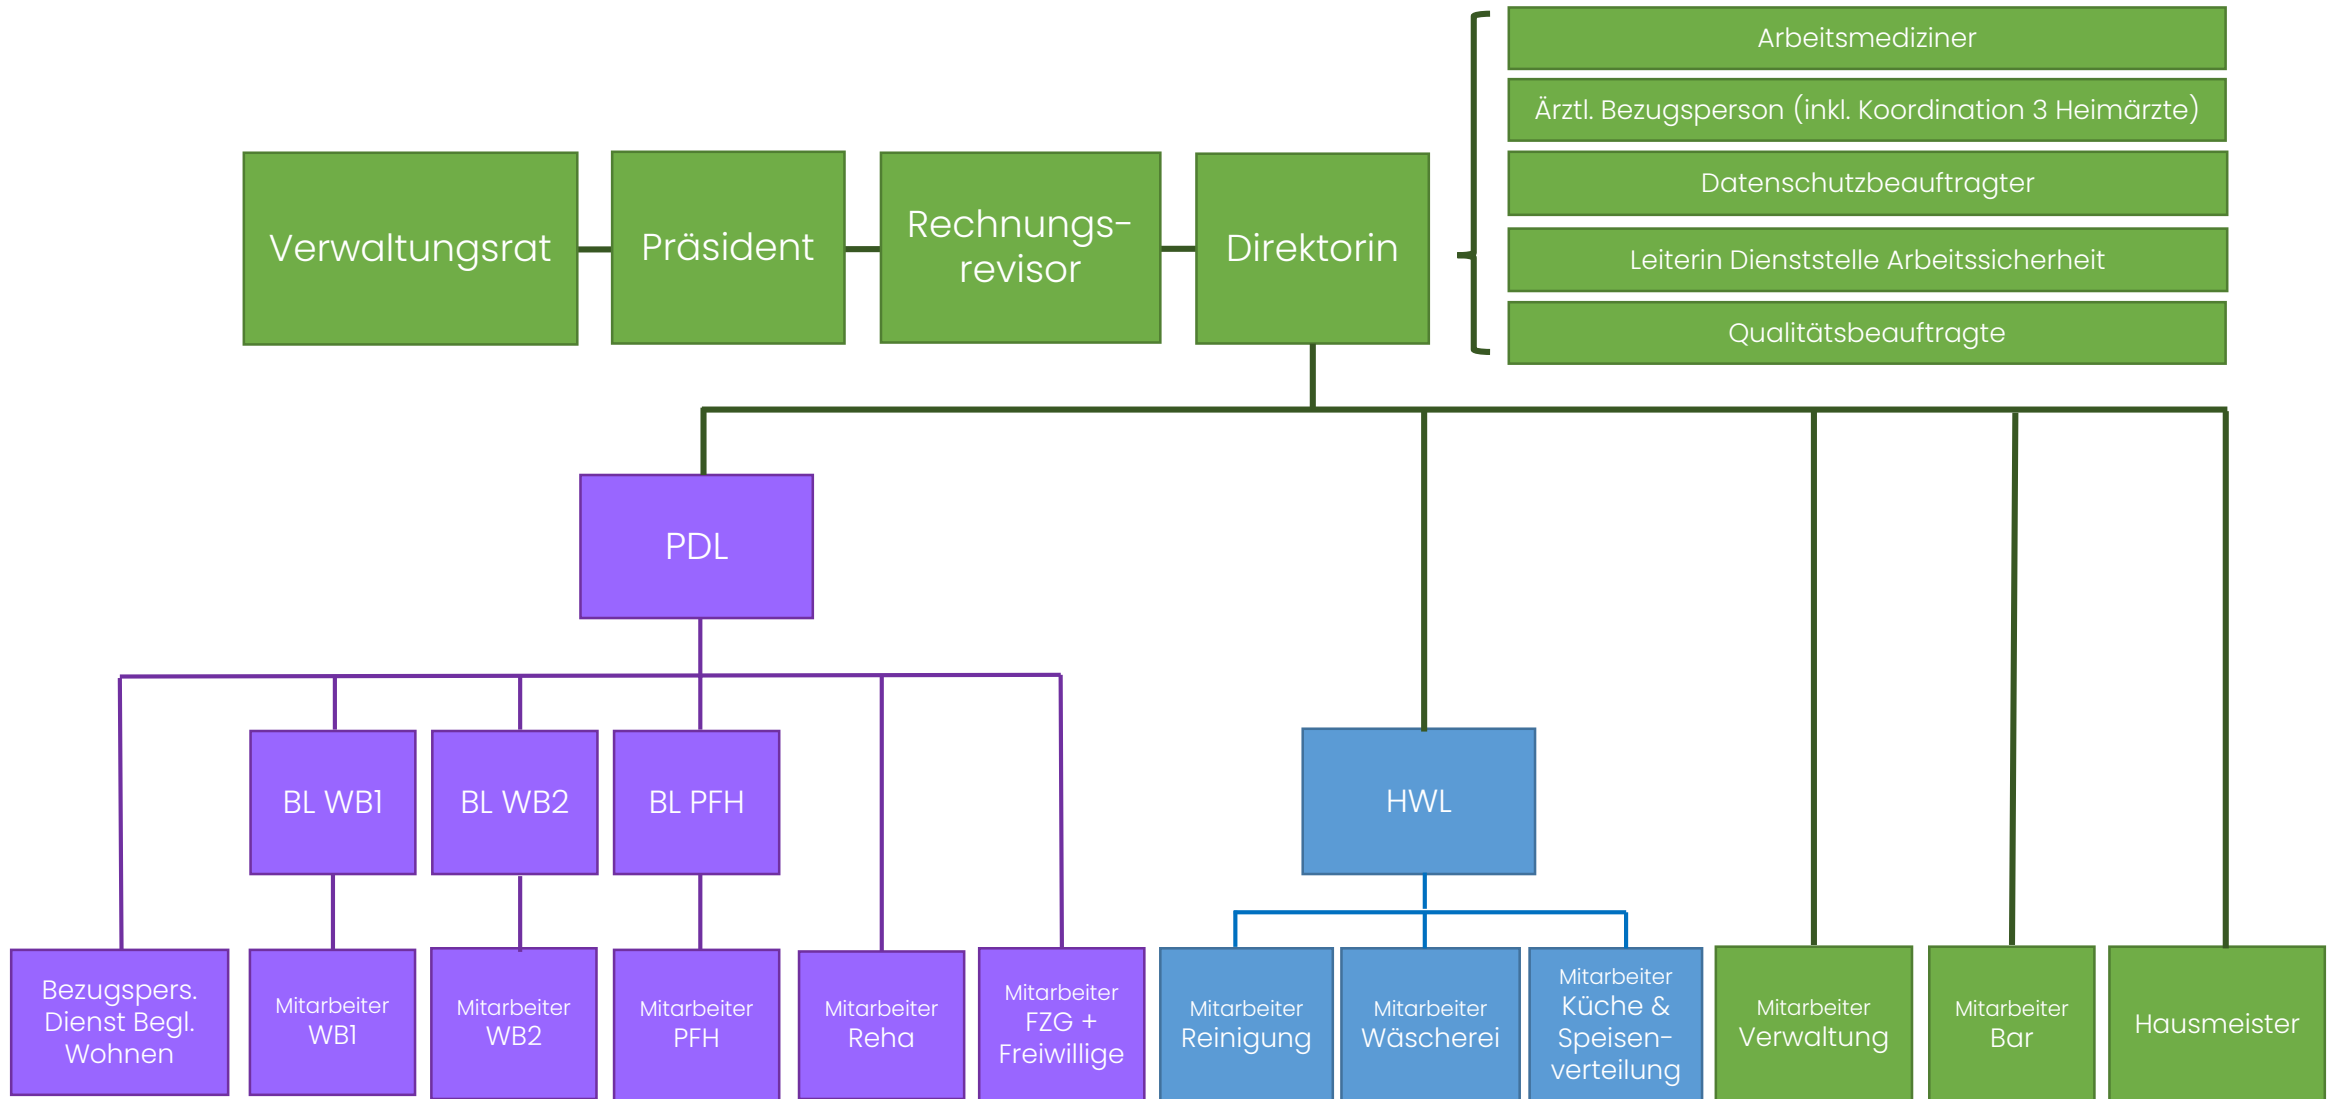 Arbeitsmediziner
Ärztl. Bezugsperson (inkl. Koordination 3 Heimärzte)
Datenschutzbeauftragter
Leiterin Dienststelle Arbeitssicherheit
Qualitätsbeauftragte
Verwaltungsrat
Präsident
Rechnungs-
revisor
Direktorin
PDL
BL WB1
BL WB2
BL PFH
HWL
Bezugspers.
Dienst Begl.
Wohnen
Mitarbeiter
WB1
Mitarbeiter
WB2
Mitarbeiter
PFH
Mitarbeiter
Reha
Mitarbeiter
FZG +
Freiwillige
Mitarbeiter
Reinigung
Mitarbeiter
Wäscherei
Mitarbeiter
Küche &
Speisen-
verteilung
Mitarbeiter
Verwaltung
Mitarbeiter
Bar
Hausmeister